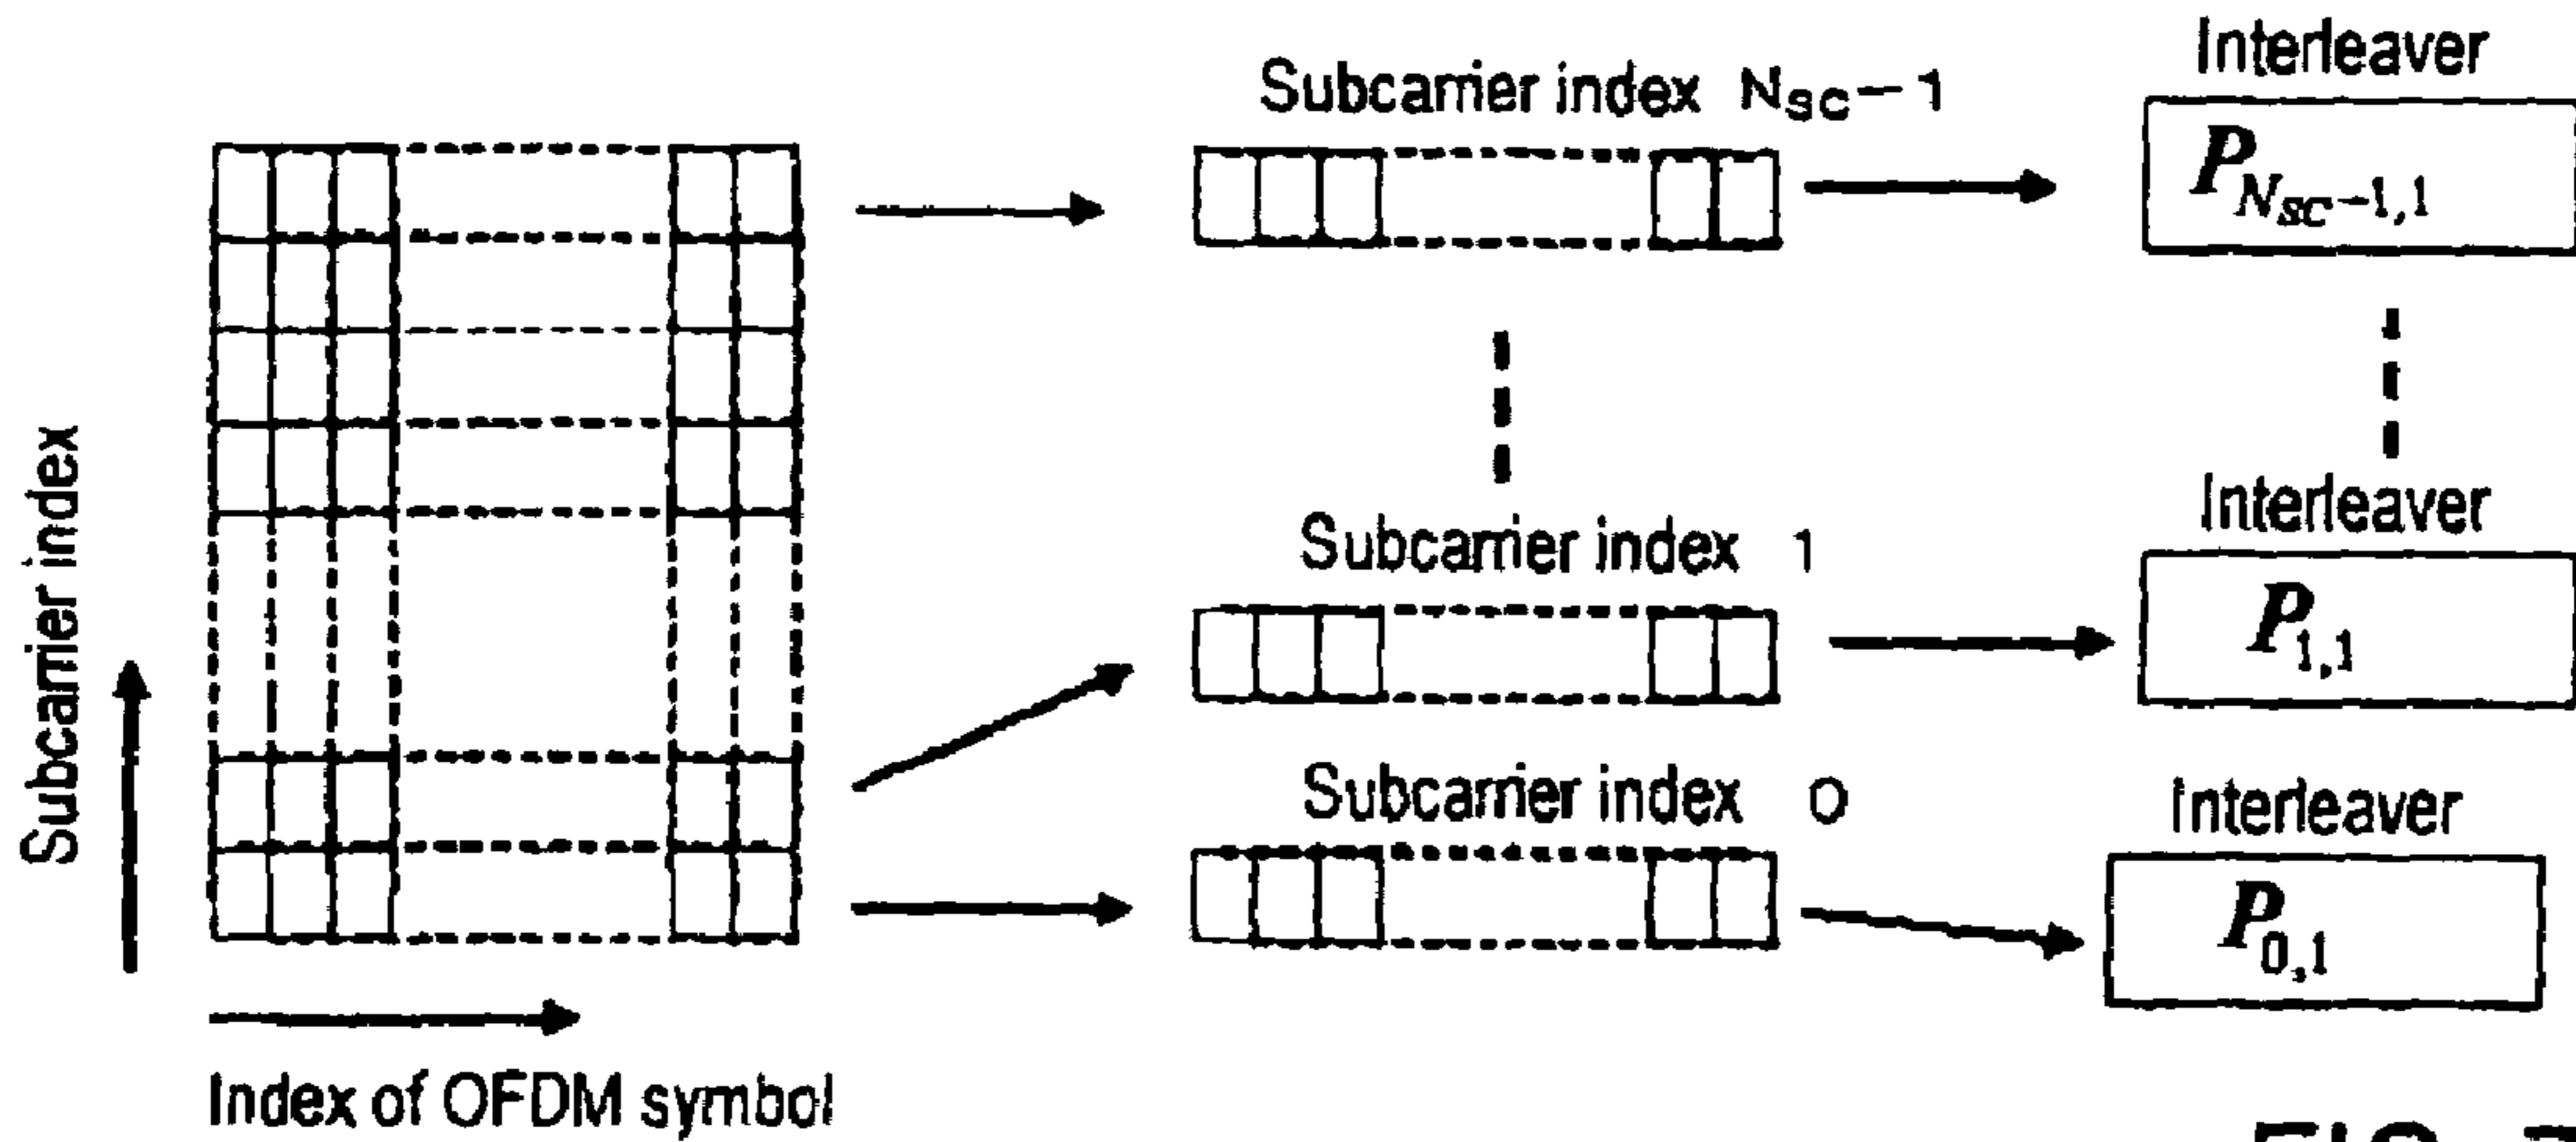 Interleaver
Subcarrier index N_SC−1
P_{N_SC−1,1}
Interleaver
Subcarrier index 1
P_{1,1}
Subcarrier index 0
Interleaver
P_{0,1}
Subcarrier index
Index of OFDM symbol